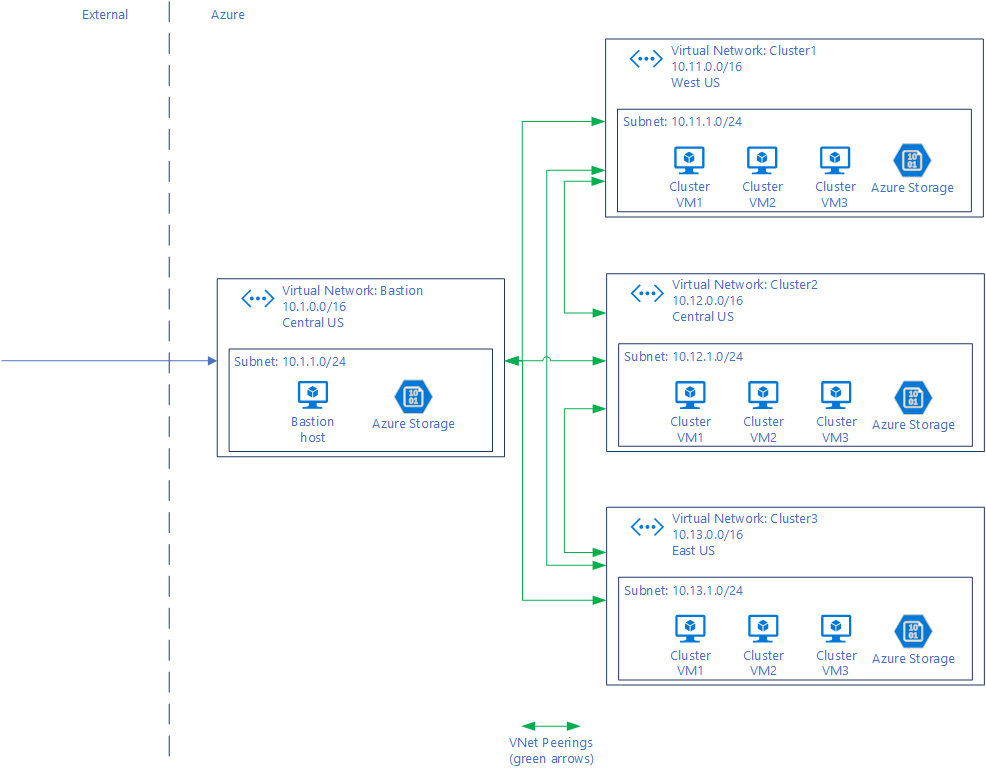 External
Azure
Virtual Network: Cluster1
10.11.0.0/16
West US
Subnet: 10.11.1.0/24
Cluster
VM1
Cluster
VM2
Cluster
VM3
Azure Storage
Virtual Network: Bastion
10.1.0.0/16
Central US
Subnet: 10.1.1.0/24
Bastion
host
Azure Storage
Virtual Network: Cluster2
10.12.0.0/16
Central US
Subnet: 10.12.1.0/24
Cluster
VM1
Cluster
VM2
Cluster
VM3
Azure Storage
Virtual Network: Cluster3
10.13.0.0/16
East US
Subnet: 10.13.1.0/24
Cluster
VM1
Cluster
VM2
Cluster
VM3
Azure Storage
VNet Peerings
(green arrows)